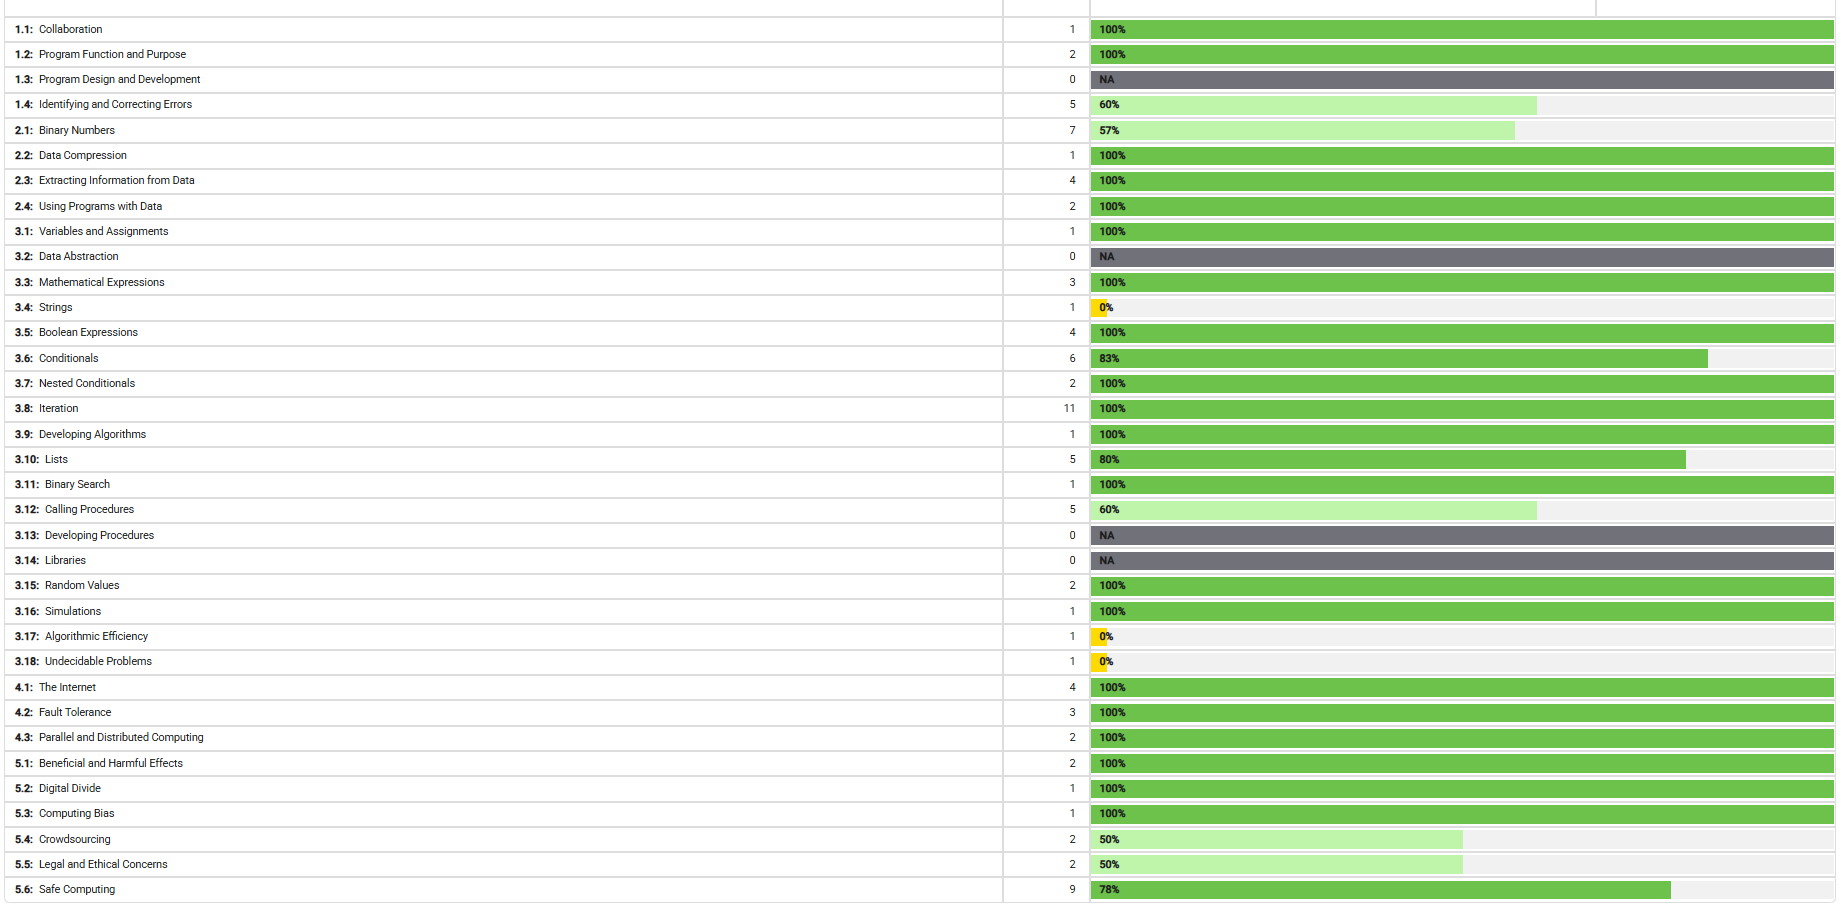 1.1: Collaboration 1 100%
1.2: Program Function and Purpose 2 100%
1.3: Program Design and Development 0 NA
1.4: Identifying and Correcting Errors 5 60%
2.1: Binary Numbers 7 57%
2.2: Data Compression 1 100%
2.3: Extracting Information from Data 4 100%
2.4: Using Programs with Data 2 100%
3.1: Variables and Assignments 1 100%
3.2: Data Abstraction 0 NA
3.3: Mathematical Expressions 3 100%
3.4: Strings 1 0%
3.5: Boolean Expressions 4 100%
3.6: Conditionals 6 83%
3.7: Nested Conditionals 2 100%
3.8: Iteration 11 100%
3.9: Developing Algorithms 1 100%
3.10: Lists 5 80%
3.11: Binary Search 1 100%
3.12: Calling Procedures 5 60%
3.13: Developing Procedures 0 NA
3.14: Libraries 0 NA
3.15: Random Values 2 100%
3.16: Simulations 1 100%
3.17: Algorithmic Efficiency 1 0%
3.18: Undecidable Problems 1 0%
4.1: The Internet 4 100%
4.2: Fault Tolerance 3 100%
4.3: Parallel and Distributed Computing 2 100%
5.1: Beneficial and Harmful Effects 2 100%
5.2: Digital Divide 1 100%
5.3: Computing Bias 1 100%
5.4: Crowdsourcing 2 50%
5.5: Legal and Ethical Concerns 2 50%
5.6: Safe Computing 9 78%